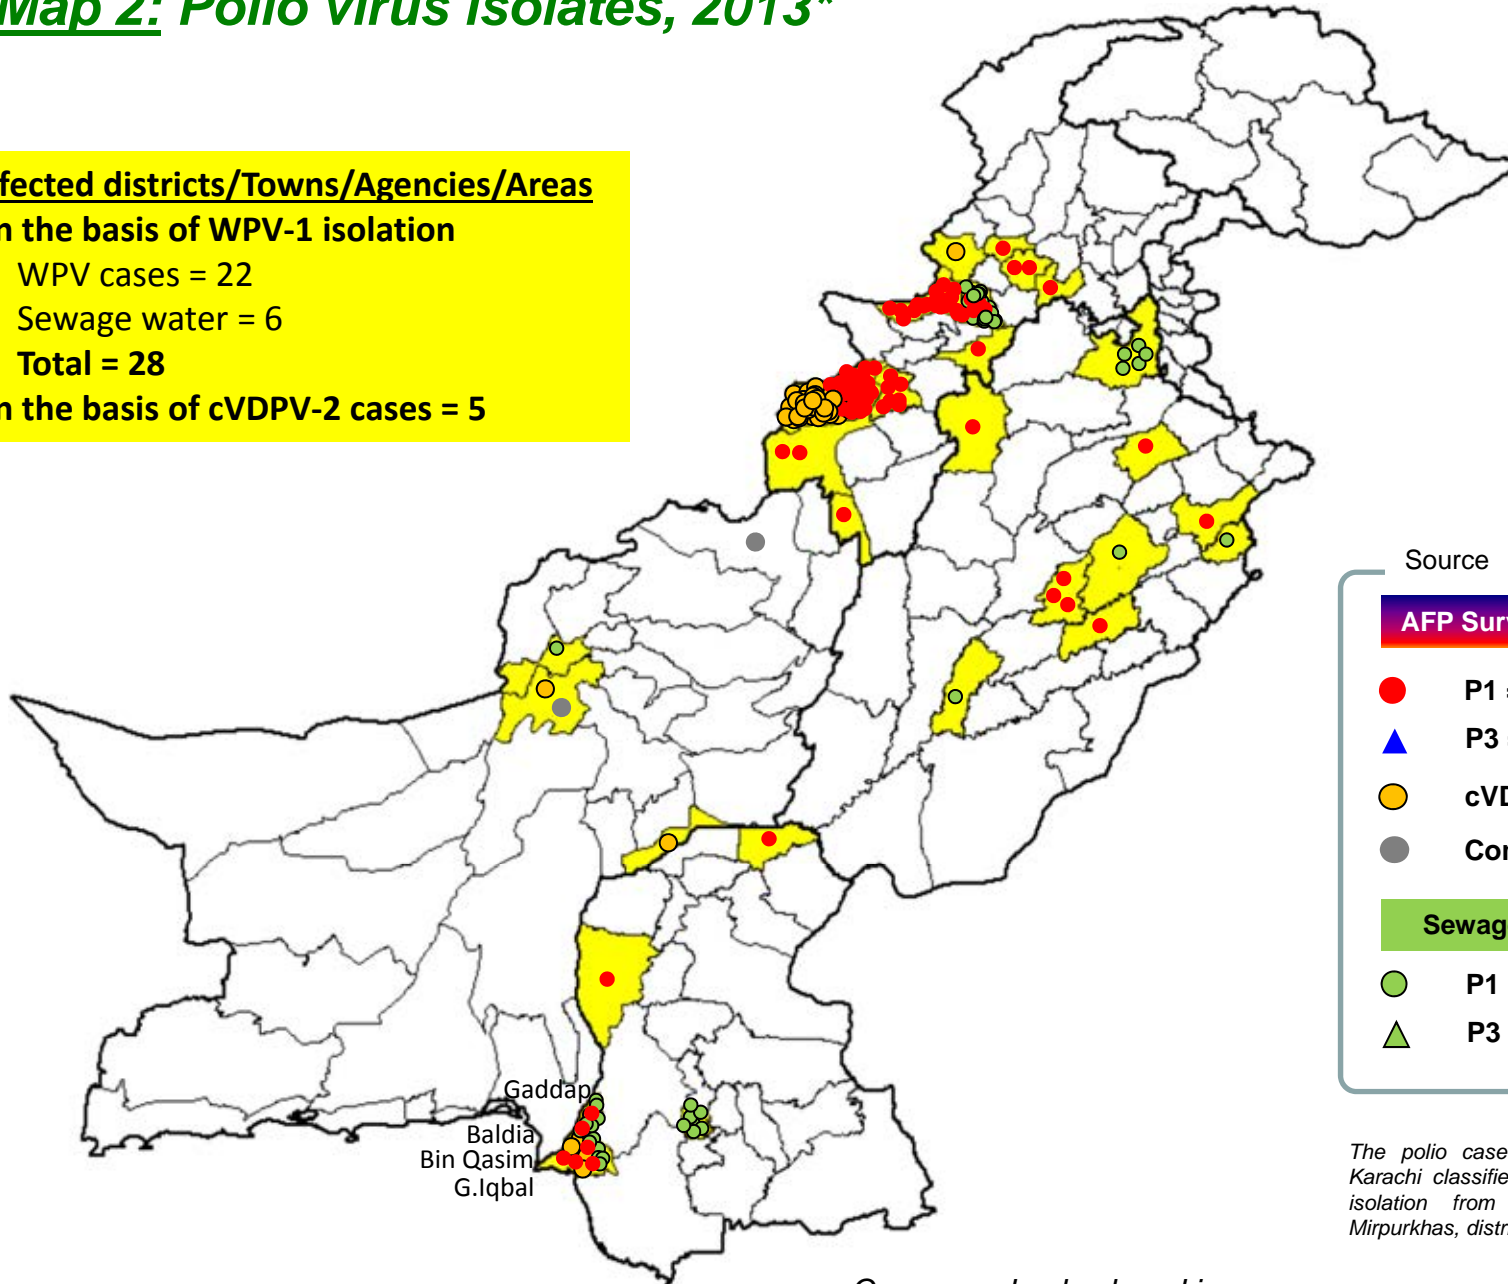 Map 2: Polio virus isolates, 2013*
fected districts/Towns/Agencies/Areas
n the basis of WPV-1 isolation
WPV cases = 22
Sewage water = 6
Total = 28
n the basis of cVDPV-2 cases = 5
Gaddap
Baldia
Bin Qasim
G.Iqbal
Source
AFP Sur
P1
P3
cVD
Con
Sewag
P1
P3
The polio case
Karachi classifie
isolation from
Mirpurkhas, distr